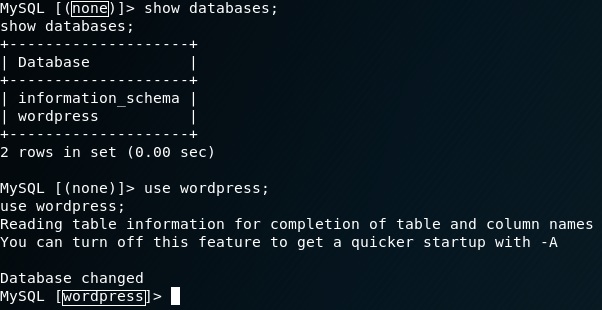 MySQL [(none)]> show databases;
show databases;
+--------------------+
| Database           |
+--------------------+
| information_schema |
| wordpress          |
+--------------------+
2 rows in set (0.00 sec)
MySQL [(none)]> use wordpress;
use wordpress;
Reading table information for completion of table and column names
You can turn off this feature to get a quicker startup with -A
Database changed
MySQL [wordpress]>